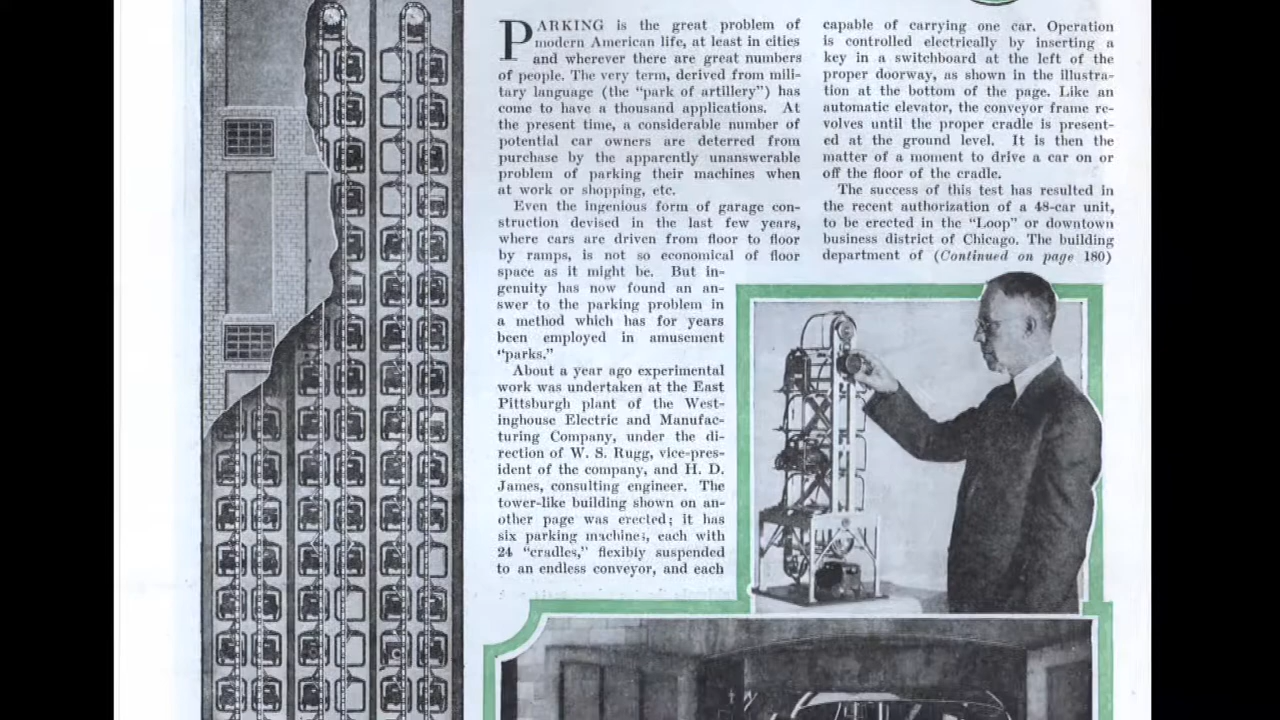 PARKING is the great problem of
modern American life, at least in cities
and wherever there are great numbers
of people. The very term, derived from mili-
tary language (the "park of artillery") has
come to have a thousand applications. At
the present time, a considerable number of
potential car owners are deterred from
purchase by the apparently unanswerable
problem of parking their machines when
at work or shopping, etc.
Even the ingenious form of garage con-
struction devised in the last few years,
where cars are driven from floor to floor
by ramps, is not so economical of floor
space as it might be. But in-
genuity has now found an an-
swer to the parking problem in
a method which has for years
been employed in amusement
"parks."
About a year ago experimental
work was undertaken at the East
Pittsburgh plant of the West-
inghouse Electric and Manufac-
turing Company, under the di-
rection of W. S. Rugg, vice-pres-
ident of the company, and H. D.
James, consulting engineer. The
tower-like building shown on an-
other page was erected; it has
six parking machines, each with
24 "cradles," flexibly suspended
to an endless conveyor, and each
capable of carrying one car. Operation
is controlled electrically by inserting a
key in a switchboard at the left of the
proper doorway, as shown in the illustra-
tion at the bottom of the page. Like an
automatic elevator, the conveyor frame re-
volves until the proper cradle is present-
ed at the ground level. It is then the
matter of a moment to drive a car on or
off the floor of the cradle.
The success of this test has resulted in
the recent authorization of a 48-car unit,
to be erected in the "Loop" or downtown
business district of Chicago. The building
department of (Continued on page 180)